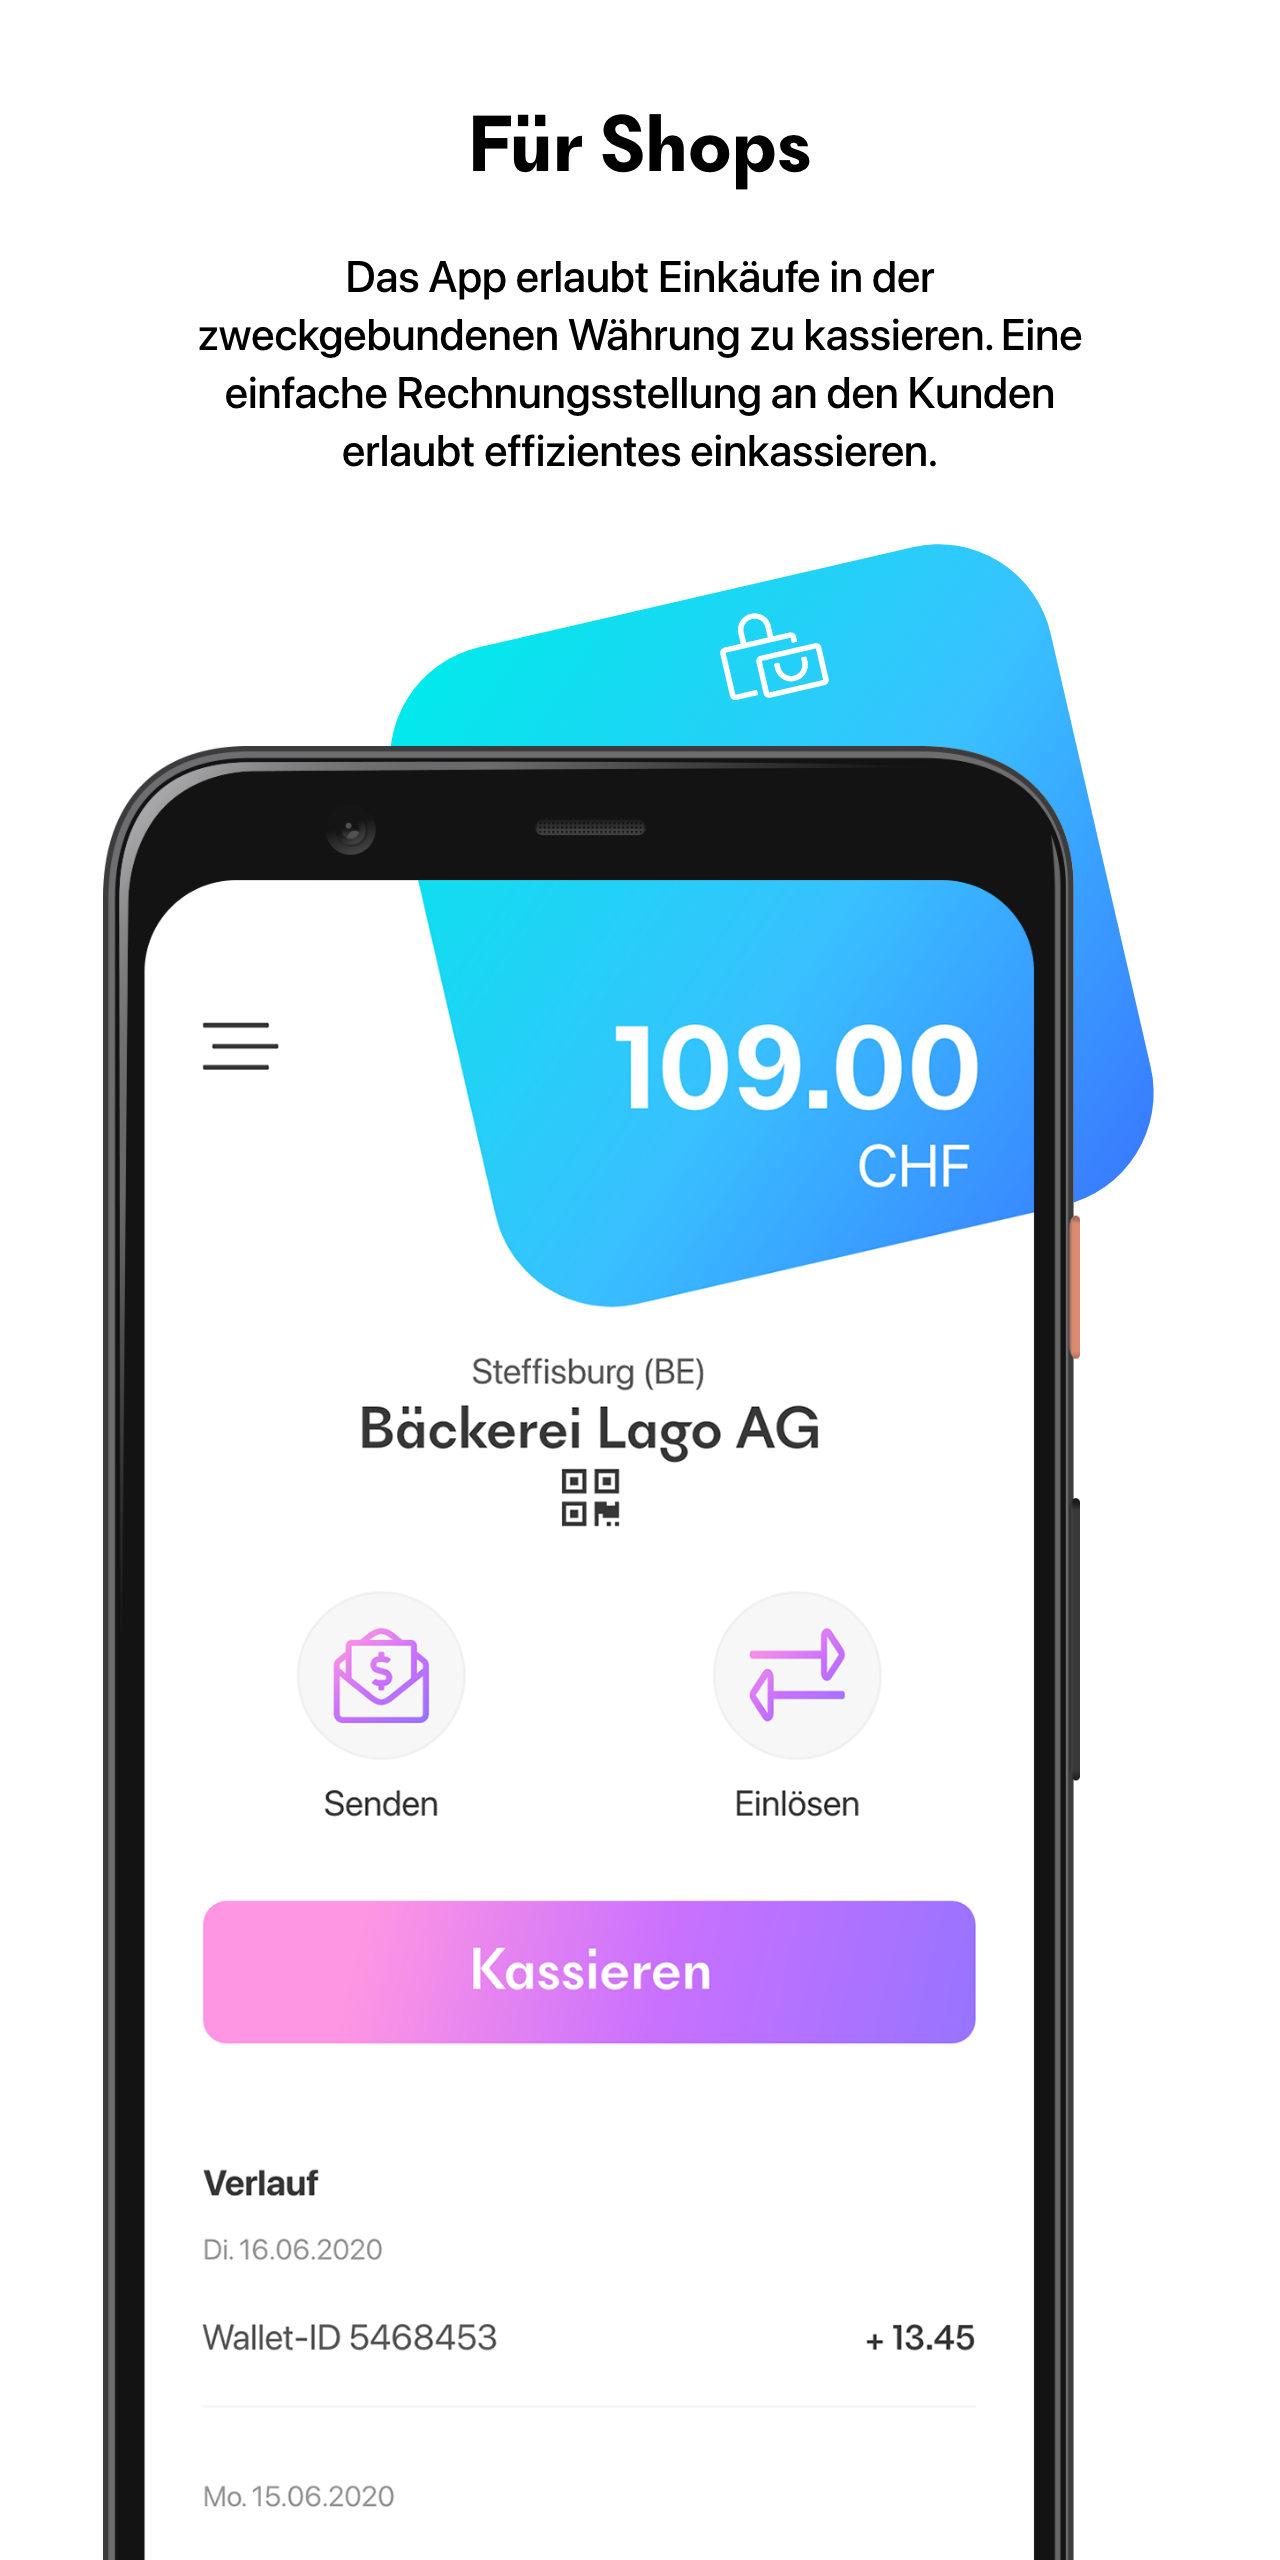 Für Shops
Das App erlaubt Einkäufe in der
zweckgebundenen Währung zu kassieren. Eine
einfache Rechnungsstellung an den Kunden
erlaubt effizientes einkassieren.
109.00
CHF
Steffisburg (BE)
Bäckerei Lago AG
$
Senden
Einlösen
Kassieren
Verlauf
Di. 16.06.2020
Wallet-ID 5468453 + 13.45
Mo. 15.06.2020